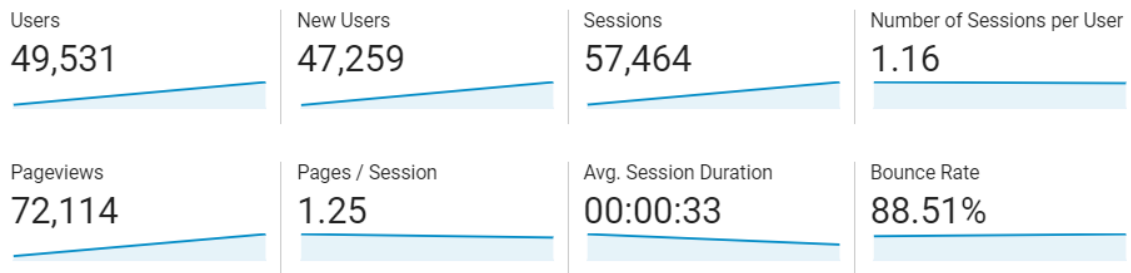 Users
49,531
New Users
47,259
Sessions
57,464
Number of Sessions per User
1.16
Pageviews
72,114
Pages / Session
1.25
Avg. Session Duration
00:00:33
Bounce Rate
88.51%